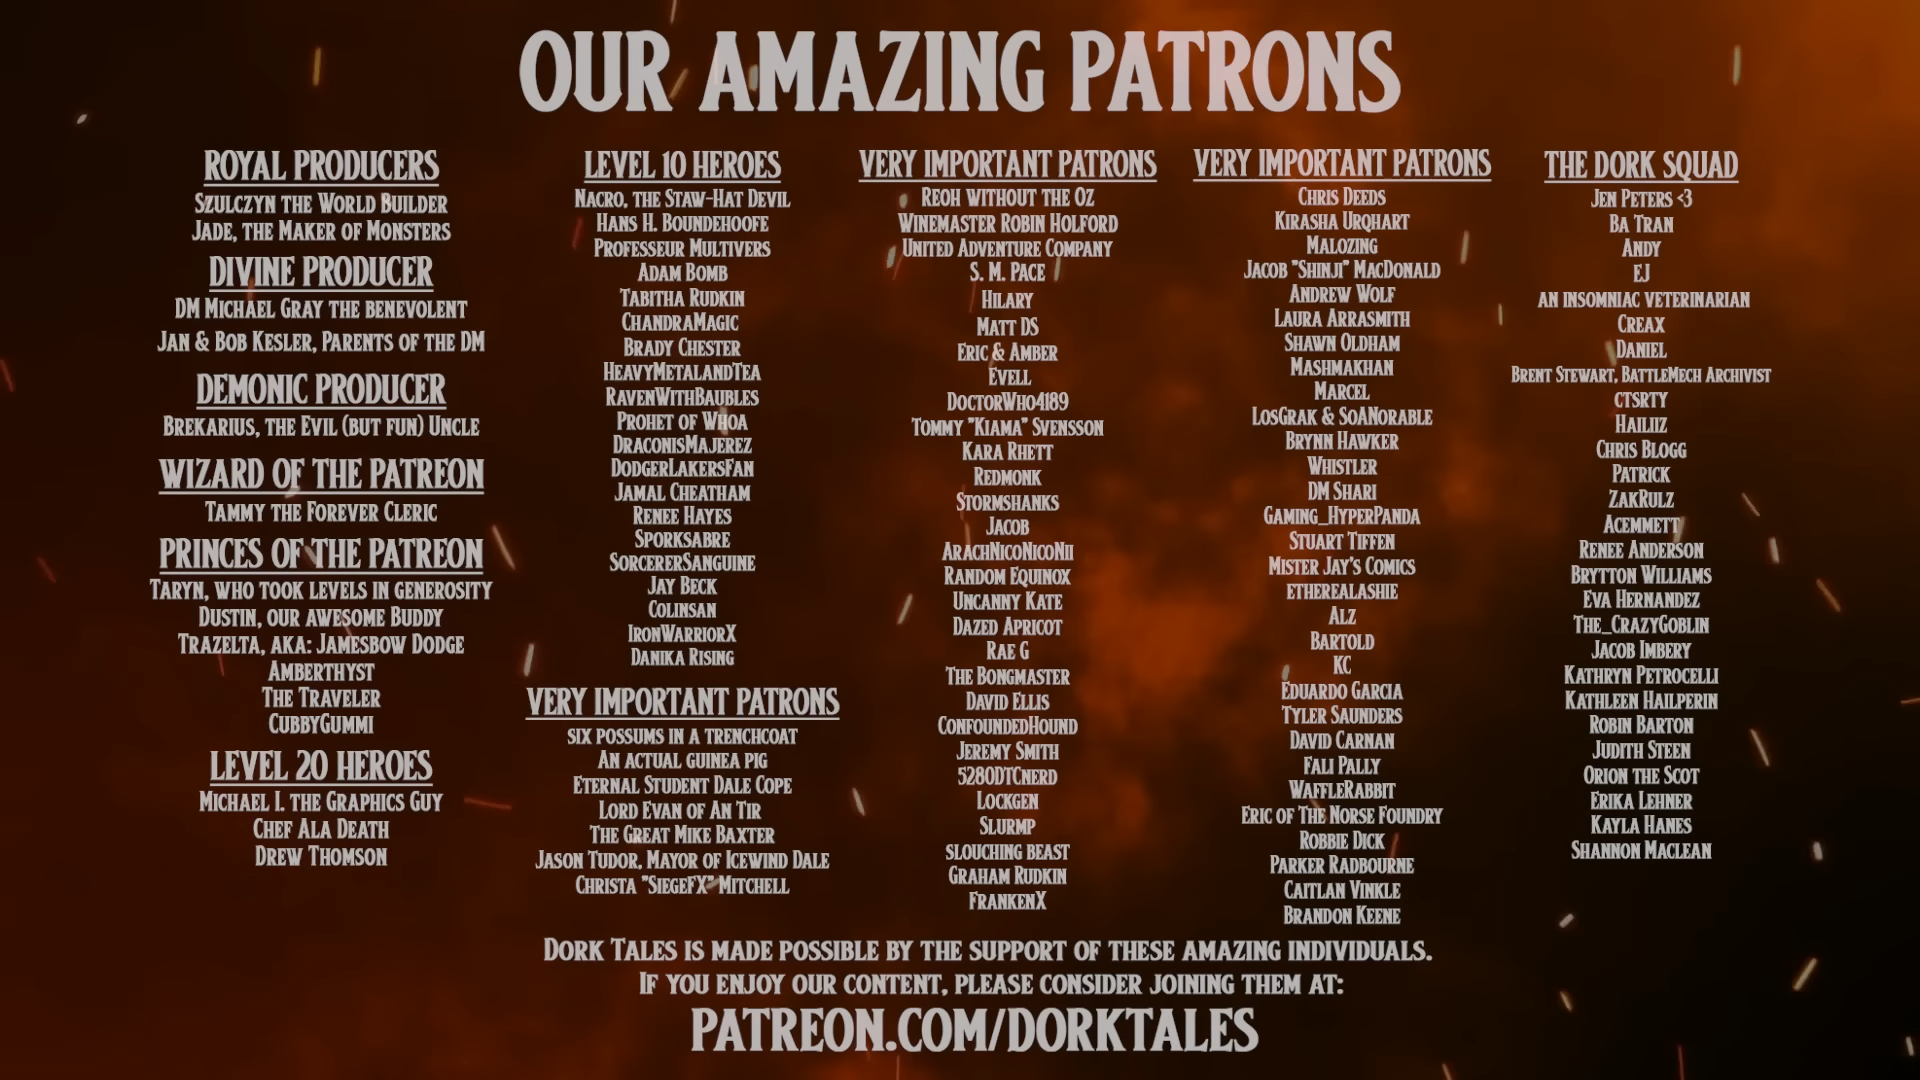 OUR AMAZING PATRONS
ROYAL PRODUCERS
SZULCZYN THE WORLD BUILDER
JADE, THE MAKER OF MONSTERS
DIVINE PRODUCER
DM MICHAEL GRAY THE BENEVOLENT
JAN & BOB KESLER, PARENTS OF THE DM
DEMONIC PRODUCER
BREKARIUS, THE EVIL (BUT FUN) UNCLE
WIZARD OF THE PATREON
TAMMY THE FOREVER CLERIC
PRINCES OF THE PATREON
TARYN, WHO TOOK LEVELS IN GENEROSITY
DUSTIN, OUR AWESOME BUDDY
TRAZELTA, AKA: JAMESBOW DODGE
AMBERTHYST
THE TRAVELER
CUBBYGUMMI
LEVEL 20 HEROES
MICHAEL I. THE GRAPHICS GUY
CHEF ALA DEATH
DREW THOMSON
LEVEL 10 HEROES
NACRO, THE STAW-HAT DEVIL
HANS H. BOUNDEHOOFE
PROFESSEUR MULTIVERS
ADAM BOMB
TABITHA RUDKIN
CHANDRAMAGIC
BRADY CHESTER
HEAVYMETALANDTEA
RAVENWITHBAUBLES
PROHET OF WHOA
DRACONISMAJEREZ
DODGERLAKERSFAN
JAMAL CHEATHAM
RENEE HAYES
SPORKSABRE
SORCERERSANGUINE
JAY BECK
COLINSAN
IRONWARRIORX
DANIKA RISING
VERY IMPORTANT PATRONS
SIX POSSUMS IN A TRENCHCOAT
AN ACTUAL GUINEA PIG
ETERNAL STUDENT DALE COPE
LORD EVAN OF AN TIR
THE GREAT MIKE BAXTER
JASON TUDOR, MAYOR OF ICEWIND DALE
CHRISTA "SIEGEFX" MITCHELL
VERY IMPORTANT PATRONS
REOH WITHOUT THE OZ
WINEMASTER ROBIN HOLFORD
UNITED ADVENTURE COMPANY
S. M. PACE
HILARY
MATT DS
ERIC & AMBER
EVELL
DOCTORWHO4189
TOMMY "KIAMA" SVENSSON
KARA RHETT
REDMONK
STORMSHANKS
JACOB
ARACHNICONICONII
RANDOM EQUINOX
UNCANNY KATE
DAZED APRICOT
RAE G
THE BONGMASTER
DAVID ELLIS
CONFOUNDEDHOUND
JEREMY SMITH
5280DTCNERD
LOCKGEN
SLURMP
SLOUCHING BEAST
GRAHAM RUDKIN
FRANKENX
VERY IMPORTANT PATRONS
CHRIS DEEDS
KIRASHA URQHART
MALOZING
JACOB "SHINJI" MACDONALD
ANDREW WOLF
LAURA ARRASMITH
SHAWN OLDHAM
MASHMAKHAN
MARCEL
LOSGRAK & SOANORABLE
BRYNN HAWKER
WHISTLER
DM SHARI
GAMING_HYPERPANDA
STUART TIFFEN
MISTER JAY'S COMICS
ETHEREALASHIE
ALZ
BARTOLD
KC
EDUARDO GARCIA
TYLER SAUNDERS
DAVID CARNAN
FALI PALLY
WAFFLERABBIT
ERIC OF THE NORSE FOUNDRY
ROBBIE DICK
PARKER RADBOURNE
CAITLAN VINKLE
BRANDON KEENE
THE DORK SQUAD
JEN PETERS <3
BA TRAN
ANDY
EJ
AN INSOMNIAC VETERINARIAN
CREAX
DANIEL
BRENT STEWART, BATTLEMECH ARCHIVIST
CTSRTY
HAILIIZ
CHRIS BLOGG
PATRICK
ZAKRULZ
ACEMMETT
RENEE ANDERSON
BRYTTON WILLIAMS
EVA HERNANDEZ
THE_CRAZYGOBLIN
JACOB IMBERY
KATHRYN PETROCELLI
KATHLEEN HAILPERIN
ROBIN BARTON
JUDITH STEEN
ORION THE SCOT
ERIKA LEHNER
KAYLA HANES
SHANNON MACLEAN
DORK TALES IS MADE POSSIBLE BY THE SUPPORT OF THESE AMAZING INDIVIDUALS.
IF YOU ENJOY OUR CONTENT, PLEASE CONSIDER JOINING THEM AT:
PATREON.COM/DORKTALES